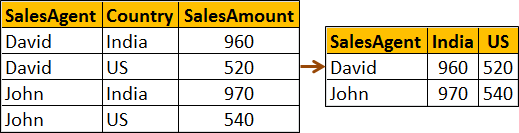 SalesAgent Country SalesAmount
David India 960
David US 520
John India 970
John US 540
SalesAgent India US
David 960 520
John 970 540